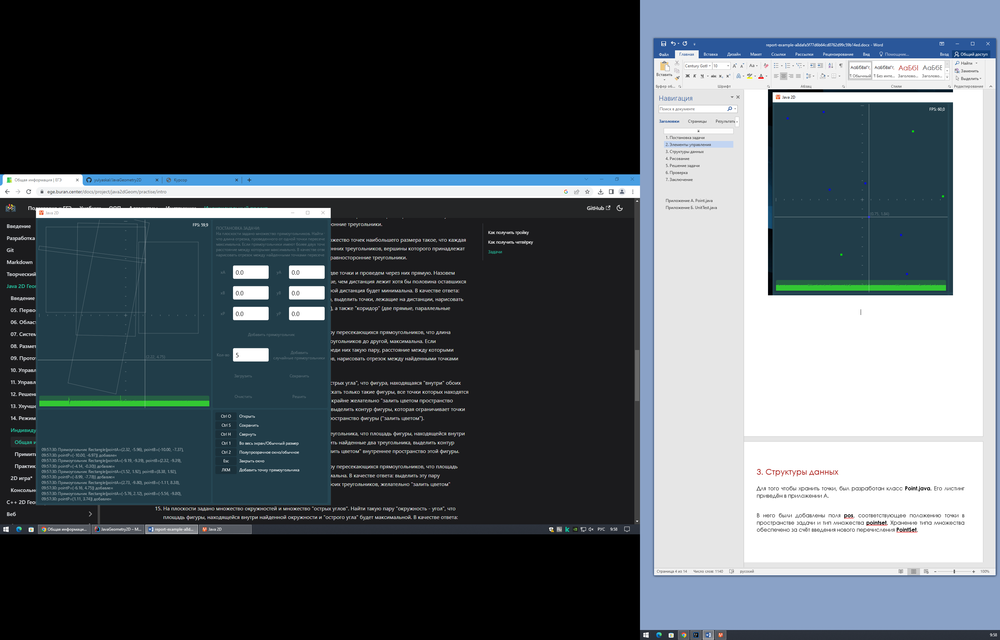 Общая информация | ЕГЭ
yulyaskal/JavaGeometry2D
Курсор
ege.buran.center/docs/project/java2dGeom/practise/intro
GitHub
Java 2D
Введение
Разработка
Git
Markdown
Творческий
Java 2D Гео
Введение
05. Перво
06. Област
07. Систем
08. Размет
09. Прото
10. Управл
11. Управл
12. Решени
13. Улучше
14. Режим
Индивиду
Общая и
Примити
Практик
2D игра*
Консольн
C++ 2D Гео
Веб
FPS: 59,9
(2.22, 4.75)
ПОСТАНОВКА ЗАДАЧИ:
На плоскости задано множество прямоугольников. Найти
что длина отрезка, проведенного от одной точки пересече
максимальна. Если прямоугольники имеют более двух точе
расстояние между которыми максимально. В качестве отве
нарисовать отрезок между найденными точками пересече
xA 0.0 yA 0.0
xB 0.0 yB 0.0
xP 0.0 yP 0.0
Добавить прямоугольник
Кол-во 5 Добавить
случайные прямоугольники
Загрузить Сохранить
Очистить Решить
Ctrl O Открыть
Ctrl S Сохранить
Ctrl H Свернуть
Ctrl 1 Во весь экран/Обычный размер
Ctrl 2 Полупрозрачное окно/обычное
Esc Закрыть окно
ЛКМ Добавить точку прямоугольника
09:57:30: Прямоугольник Rectangle{pointA=(2.32, -5.96), pointB=(-10.00, -7.37),
09:57:30: pointP=(-10.00, -6.97)} добавлен
09:57:30: Прямоугольник Rectangle{pointA=(-9.19, -9.39), pointB=(2.32, -9.39),
09:57:30: pointP=(-4.14, -0.30)} добавлен
09:57:30: Прямоугольник Rectangle{pointA=(1.52, 1.92), pointB=(8.38, 1.92),
09:57:30: pointP=(-8.99, -7.78)} добавлен
09:57:30: Прямоугольник Rectangle{pointA=(2.73, -9.80), pointB=(-1.11, 8.38),
09:57:30: pointP=(-6.16, 4.75)} добавлен
09:57:30: Прямоугольник Rectangle{pointA=(-5.76, 2.12), pointB=(-5.56, -9.80),
09:57:30: pointP=(1.11, 3.74)} добавлен
онние треугольники.
ожество точек наибольшего размера такое, что каждая
онних треугольников, вершины которого принадлежат
равносторонние треугольники.
две точки и проведем через них прямую. Назовем
ше, чем дистанция лежит хотя бы половина оставшихся
рой дистанция будет минимальна. В качестве ответа:
о, выделить точки, лежащие на дистанции, нарисовать
), а также "коридор" (две прямые, параллельные
ру пересекающихся прямоугольников, что длина
оугольников до другой, максимальна. Если
реди них такую пару, расстояние между которыми
ов, нарисовать отрезок между найденными точками
стрых угла", что фигура, находящаяся "внутри" обоих
скать только такие фигуры, все точки которых находятся
крайне желательно "залить цветом пространство
выделить контур фигуры, которая ограничивает точки
ространство фигуры ("залить цветом").
еугольника, что площадь фигуры, находящейся внутри
ить найденные два треугольника, выделить контур
лить цветом" внутреннее пространство этой фигуры.
ру пересекающихся прямоугольников, что площадь
мальна. В качестве ответа: выделить эту пару
боих треугольников, желательно "залить цветом"
15. На плоскости задано множество окружностей и множество "острых углов". Найти такую пару "окружность - угол", что
площадь фигуры, находящейся внутри найденной окружности и "острого угла" будет максимальной. В качестве ответа:
Как получить тройку
Как получить четвёрку
Задачи
Общая информаци...
JavaGeometry2D – M...
report-example-a8d...
Java 2D
Ru
РУС
9:58
report-example-a8dafa5f77d6b64cd0762d99c59b14ed.docx - Word
Файл Главная Вставка Дизайн Макет Ссылки Рассылки Рецензирование Вид Помощник... Вход Общий доступ
Вставить
Century Gotl 10
Ж К Ч abc x₂ x²
АаБбВвГг, АаБбВвГг, АаБбІ АаБбЕ
¶ Обычный ¶ Без инте... Заголово... Заголово...
Найти
Заменить
Выделить
Буфер об... Шрифт Абзац Стили Редактирование
Навигация
Поиск в документе
Заголовки Страницы Результать
1. Постановка задачи
2. Элементы управления
3. Структуры данных
4. Рисование
5. Решение задачи
6. Проверка
7. Заключение
Приложение А. Point.java
Приложение Б. UnitTest.java
Java 2D
FPS: 60,0
(0.75, 1.84)
3. Структуры данных
Для того чтобы хранить точки, был разработан класс Point.java. Его листинг
приведён в приложении А.
В него были добавлены поля pos, соответствующее положению точки в
пространстве задачи и тип множества pointset. Хранение типа множества
обеспечено за счёт введения нового перечисления PointSet.
Страница 4 из 14 Число слов: 1140 русский 100%
9:58